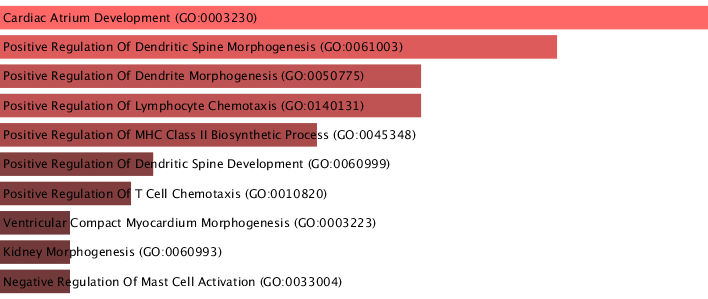 Cardiac Atrium Development (GO:0003230)
Positive Regulation Of Dendritic Spine Morphogenesis (GO:0061003)
Positive Regulation Of Dendrite Morphogenesis (GO:0050775)
Positive Regulation Of Lymphocyte Chemotaxis (GO:0140131)
Positive Regulation Of MHC Class II Biosynthetic Process (GO:0045348)
Positive Regulation Of Dendritic Spine Development (GO:0060999)
Positive Regulation Of T Cell Chemotaxis (GO:0010820)
Ventricular Compact Myocardium Morphogenesis (GO:0003223)
Kidney Morphogenesis (GO:0060993)
Negative Regulation Of Mast Cell Activation (GO:0033004)